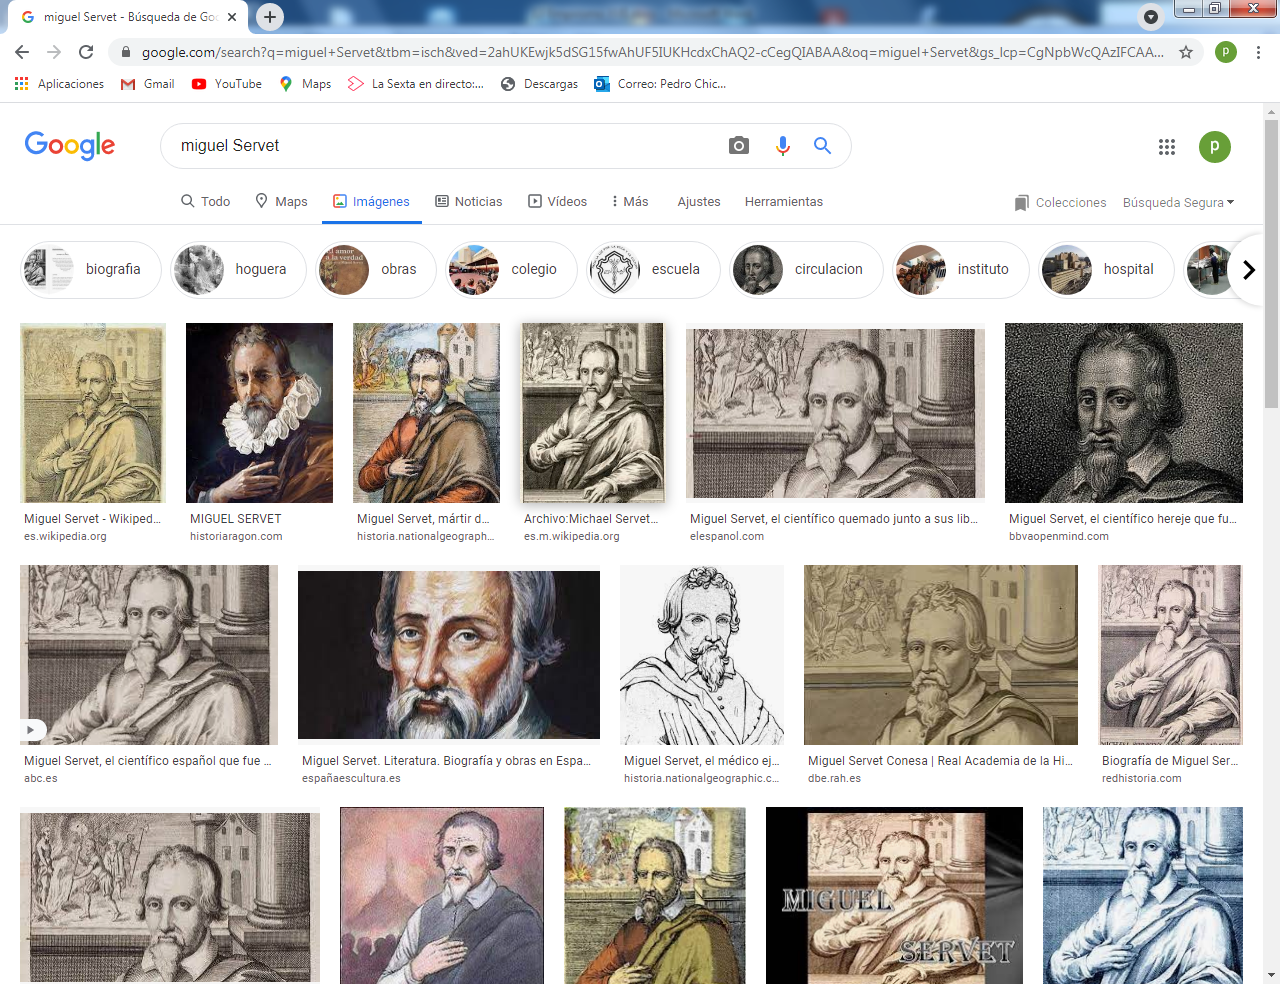 miguel Servet - Búsqueda de Goo
google.com/search?q=miguel+Servet&tbm=isch&ved=2ahUKEwjk5dSG15fwAhUF5IUKHcdxChAQ2-cCegQIABAA&oq=miguel+Servet&gs_lcp=CgNpbWcQAzIFCAA...
p
Aplicaciones Gmail YouTube Maps La Sexta en directo:... Descargas Correo: Pedro Chic...
Google miguel Servet p
Todo Maps Imágenes Noticias Vídeos Más Ajustes Herramientas Colecciones Búsqueda Segura
biografia hoguera obras colegio escuela circulacion instituto hospital
Miguel Servet - Wikiped... MIGUEL SERVET Miguel Servet, mártir d... Archivo:Michael Servet... Miguel Servet, el científico quemado junto a sus lib... Miguel Servet, el científico hereje que fu...
es.wikipedia.org historiaragon.com historia.nationalgeograph... es.m.wikipedia.org elespanol.com bbvaopenmind.com
Miguel Servet, el científico español que fue ... Miguel Servet. Literatura. Biografía y obras en Espa... Miguel Servet, el médico ej... Miguel Servet Conesa | Real Academia de la Hi... Biografía de Miguel Ser...
abc.es españaescultura.es historia.nationalgeographic.c... dbe.rah.es redhistoria.com
MIGUEL
SERVET